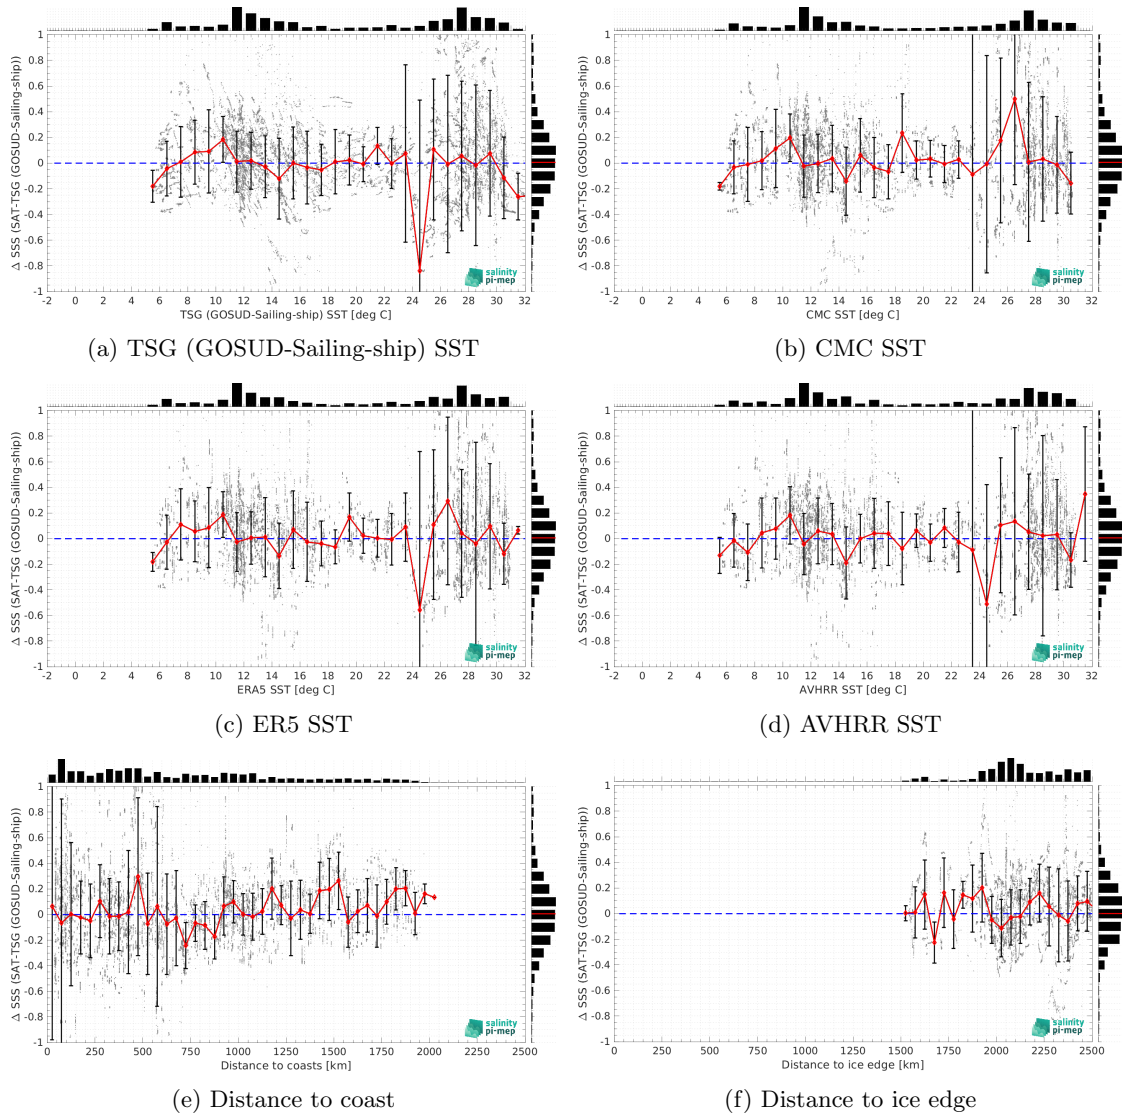 Δ SSS (SAT-TSG (GOSUD-Sailing-ship))
1
0.8
0.6
0.4
0.2
0
-0.2
-0.4
-0.6
-0.8
-1
-2 0 2 4 6 8 10 12 14 16 18 20 22 24 26 28 30 32
TSG (GOSUD-Sailing-ship) SST [deg C]
salinity
pi-mep
(a) TSG (GOSUD-Sailing-ship) SST
Δ SSS (SAT-TSG (GOSUD-Sailing-ship))
1
0.8
0.6
0.4
0.2
0
-0.2
-0.4
-0.6
-0.8
-1
-2 0 2 4 6 8 10 12 14 16 18 20 22 24 26 28 30 32
CMC SST [deg C]
salinity
pi-mep
(b) CMC SST
Δ SSS (SAT-TSG (GOSUD-Sailing-ship))
1
0.8
0.6
0.4
0.2
0
-0.2
-0.4
-0.6
-0.8
-1
-2 0 2 4 6 8 10 12 14 16 18 20 22 24 26 28 30 32
ERA5 SST [deg C]
salinity
pi-mep
(c) ER5 SST
Δ SSS (SAT-TSG (GOSUD-Sailing-ship))
1
0.8
0.6
0.4
0.2
0
-0.2
-0.4
-0.6
-0.8
-1
-2 0 2 4 6 8 10 12 14 16 18 20 22 24 26 28 30 32
AVHRR SST [deg C]
salinity
pi-mep
(d) AVHRR SST
Δ SSS (SAT-TSG (GOSUD-Sailing-ship))
1
0.8
0.6
0.4
0.2
0
-0.2
-0.4
-0.6
-0.8
-1
0 250 500 750 1000 1250 1500 1750 2000 2250 2500
Distance to coasts [km]
salinity
pi-mep
(e) Distance to coast
Δ SSS (SAT-TSG (GOSUD-Sailing-ship))
1
0.8
0.6
0.4
0.2
0
-0.2
-0.4
-0.6
-0.8
-1
0 250 500 750 1000 1250 1500 1750 2000 2250 2500
Distance to ice edge [km]
salinity
pi-mep
(f) Distance to ice edge